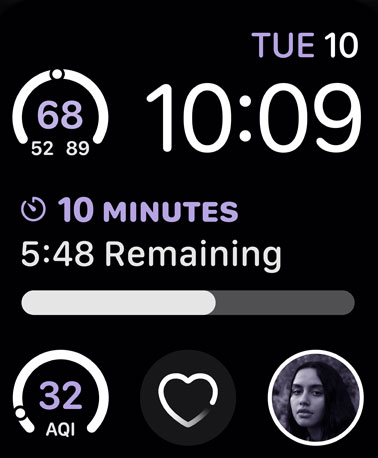 TUE 10
68
52 89
10:09
10 MINUTES
5:48 Remaining
32
AQI